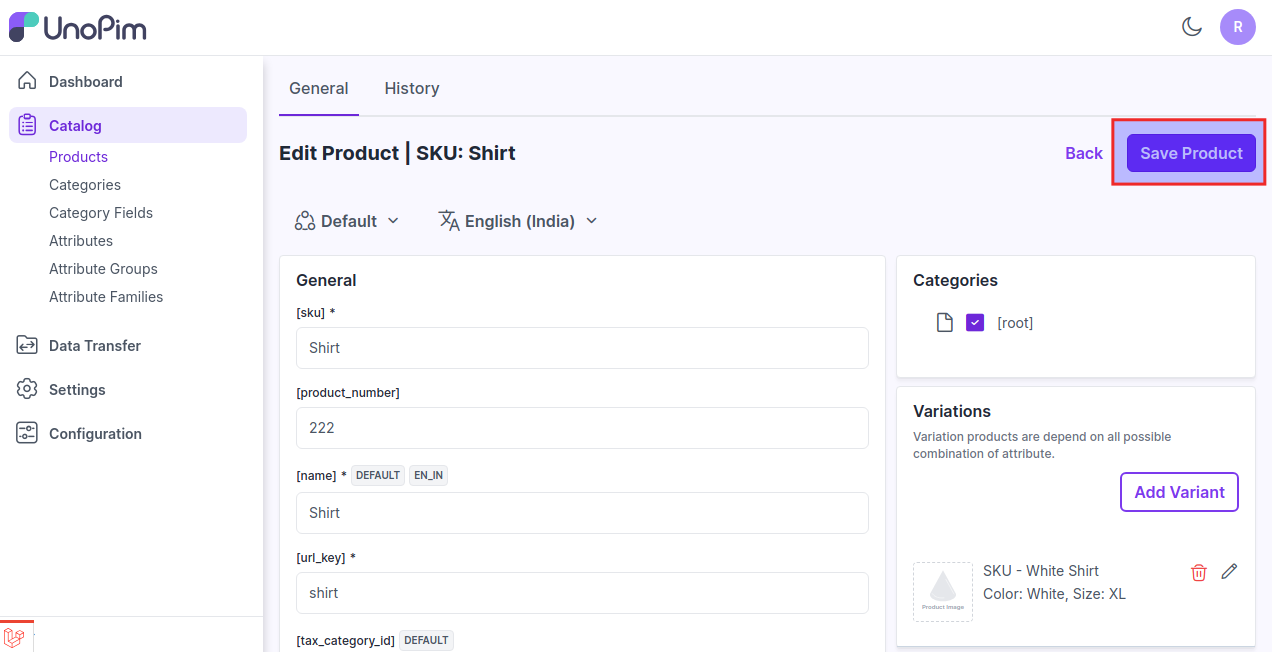 UnoPim
R
Dashboard
Catalog
Products
Categories
Category Fields
Attributes
Attribute Groups
Attribute Families
Data Transfer
Settings
Configuration
General
History
Edit Product | SKU: Shirt
Back
Save Product
Default
English (India)
General
[sku] *
Shirt
[product_number]
222
[name] * DEFAULT EN_IN
Shirt
[url_key] *
shirt
[tax_category_id] DEFAULT
Categories
[root]
Variations
Variation products are depend on all possible
combination of attribute.
Add Variant
Product Image
SKU - White Shirt
Color: White, Size: XL